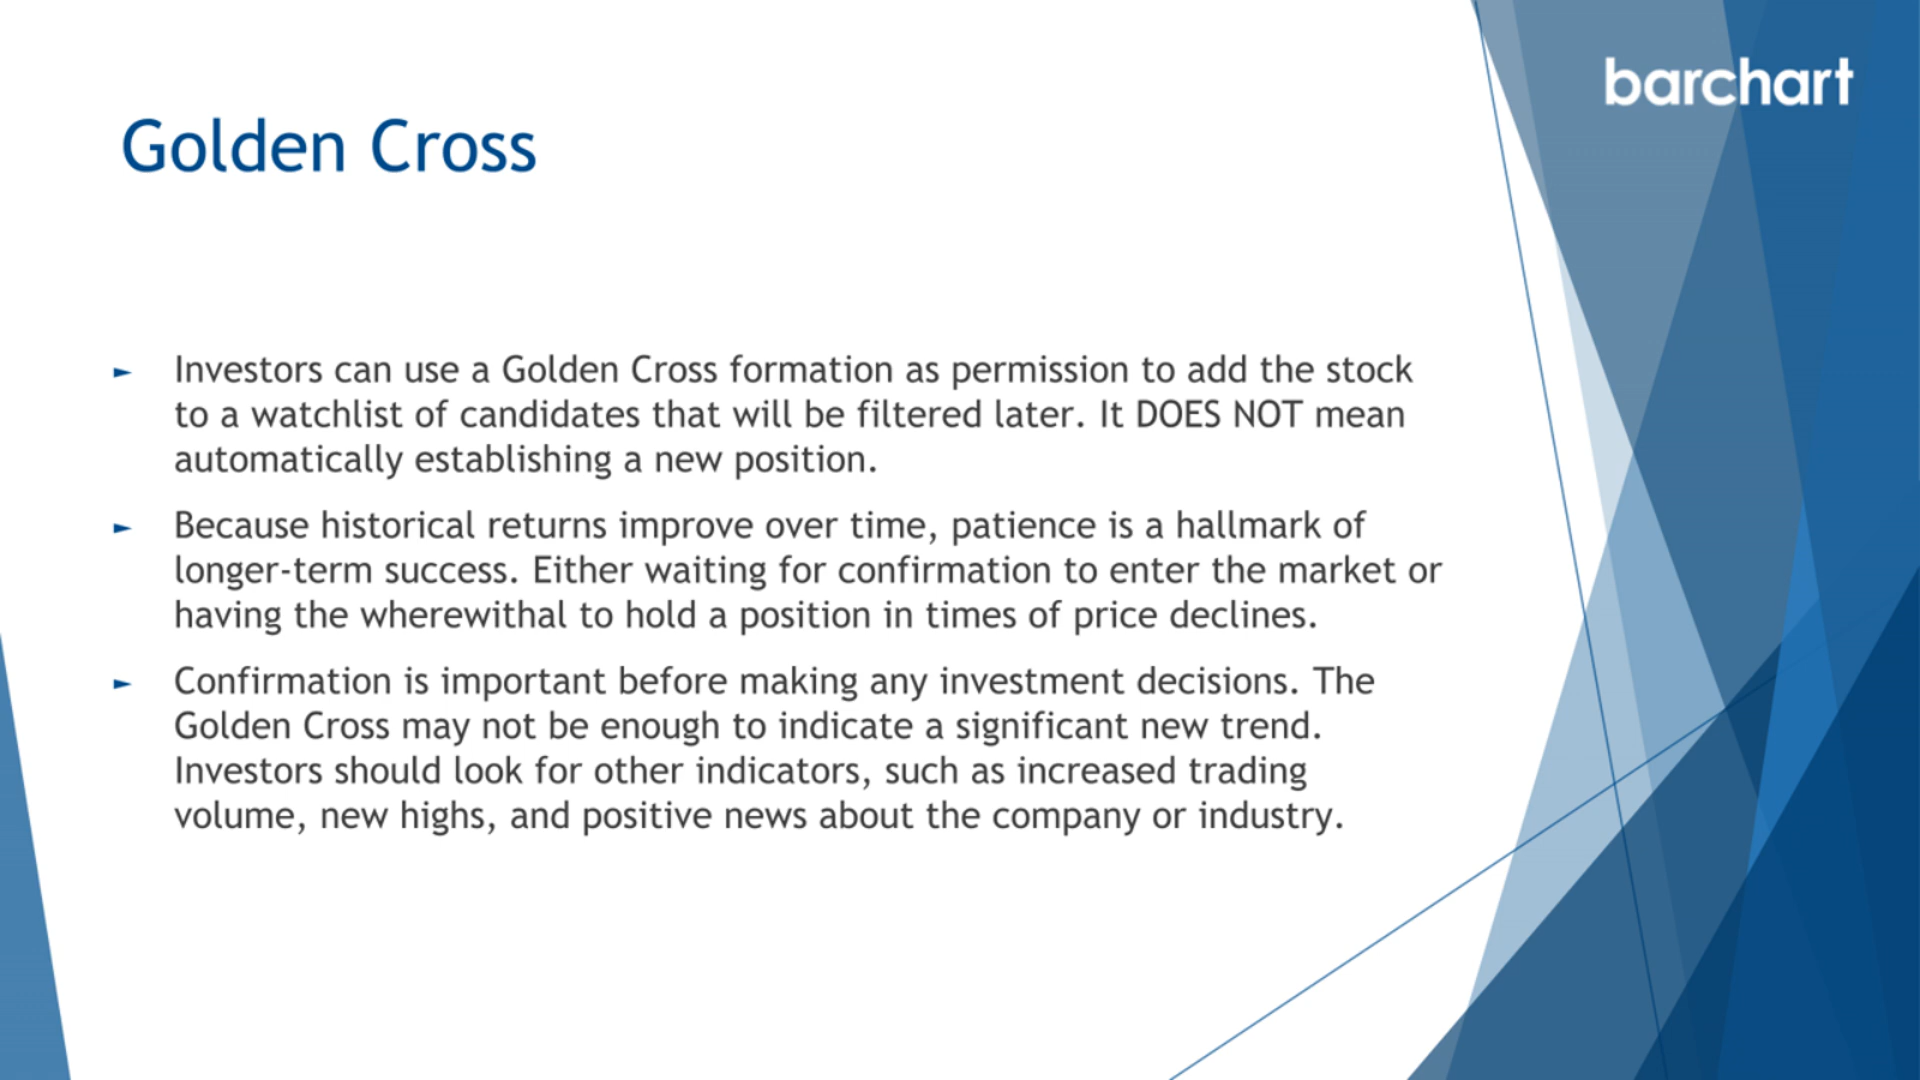 barchart
Golden Cross
► Investors can use a Golden Cross formation as permission to add the stock
to a watchlist of candidates that will be filtered later. It DOES NOT mean
automatically establishing a new position.
► Because historical returns improve over time, patience is a hallmark of
longer-term success. Either waiting for confirmation to enter the market or
having the wherewithal to hold a position in times of price declines.
► Confirmation is important before making any investment decisions. The
Golden Cross may not be enough to indicate a significant new trend.
Investors should look for other indicators, such as increased trading
volume, new highs, and positive news about the company or industry.